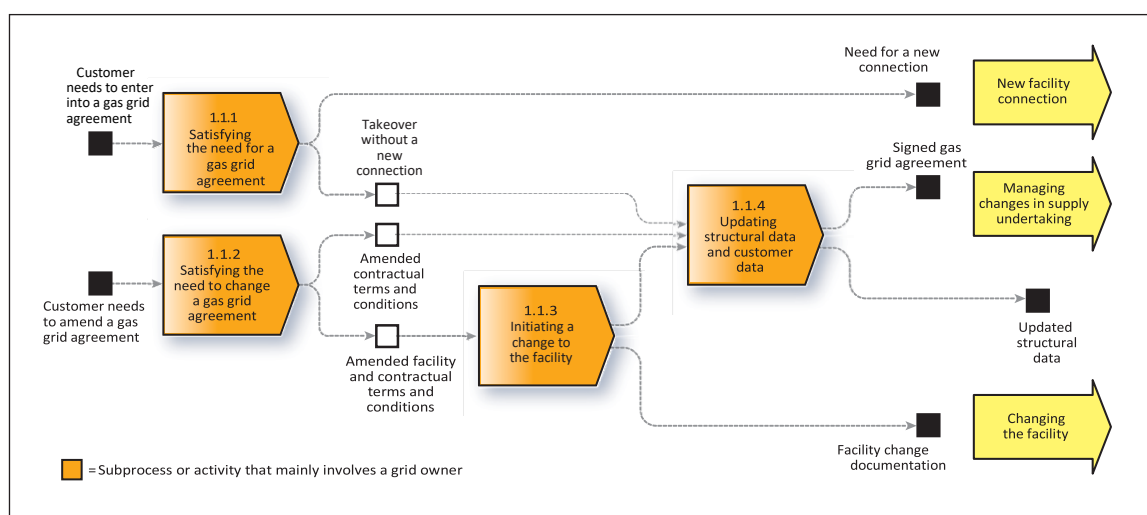 Customer
needs to enter
into a gas grid
agreement
1.1.1
Satisfying
the need for a
gas grid
agreement
Takeover
without a
new
connection
Need for a new
connection
New facility
connection
Signed gas
grid agreement
Managing
changes in supply
undertaking
1.1.4
Updating
structural data
and customer
data
1.1.2
Satisfying the
need to change
a gas grid
agreement
Customer needs
to amend a gas
grid agreement
Amended
contractual
terms and
conditions
1.1.3
Initiating a
change to
the facility
Amended facility
and contractual
terms and
conditions
Updated
structural
data
Changing
the facility
Facility change
documentation
= Subprocess or activity that mainly involves a grid owner